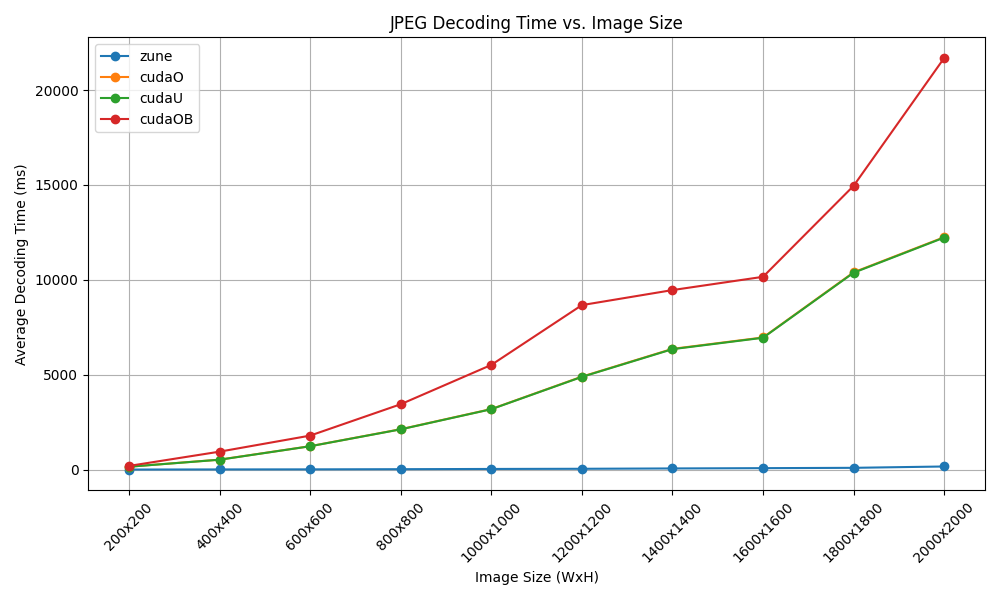 JPEG Decoding Time vs. Image Size
zune
cudaO
cudaU
cudaOB
Average Decoding Time (ms)
20000
15000
10000
5000
0
200x200
400x400
600x600
800x800
1000x1000
1200x1200
1400x1400
1600x1600
1800x1800
2000x2000
Image Size (WxH)